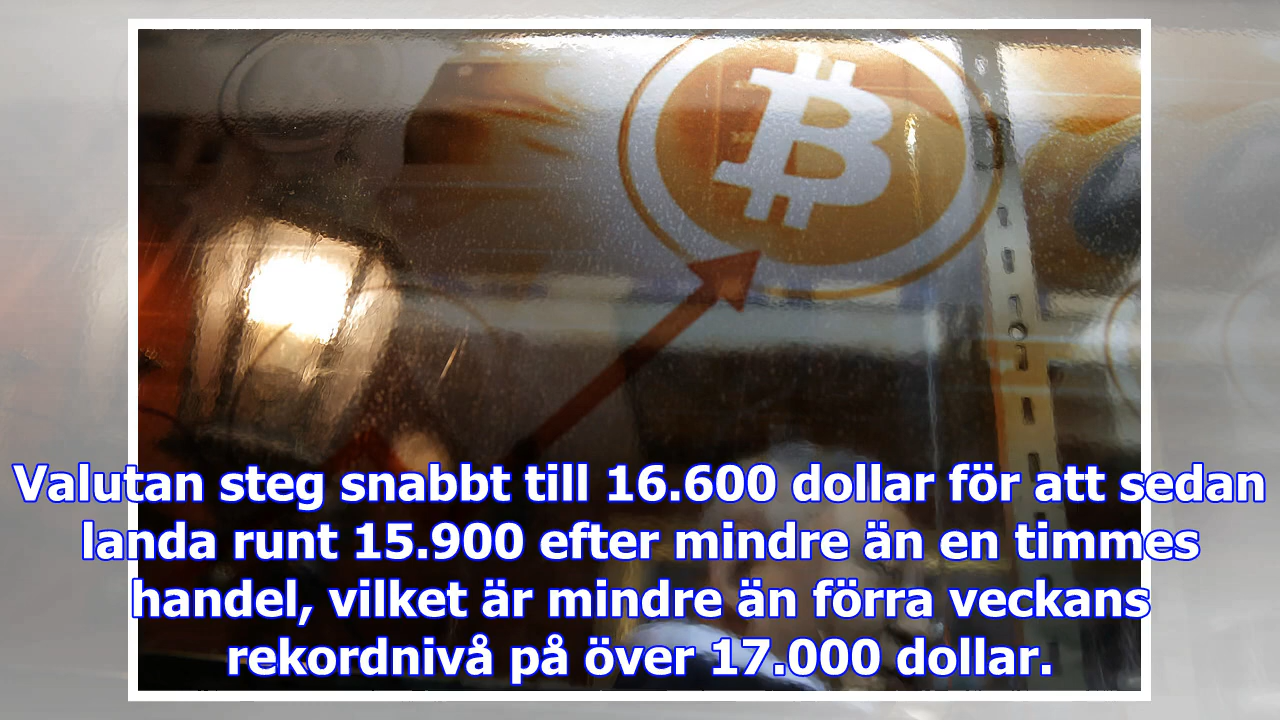 Valutan steg snabbt till 16.600 dollar för att sedan
landa runt 15.900 efter mindre än en timmes
handel, vilket är mindre än förra veckans
rekordnivå på över 17.000 dollar.